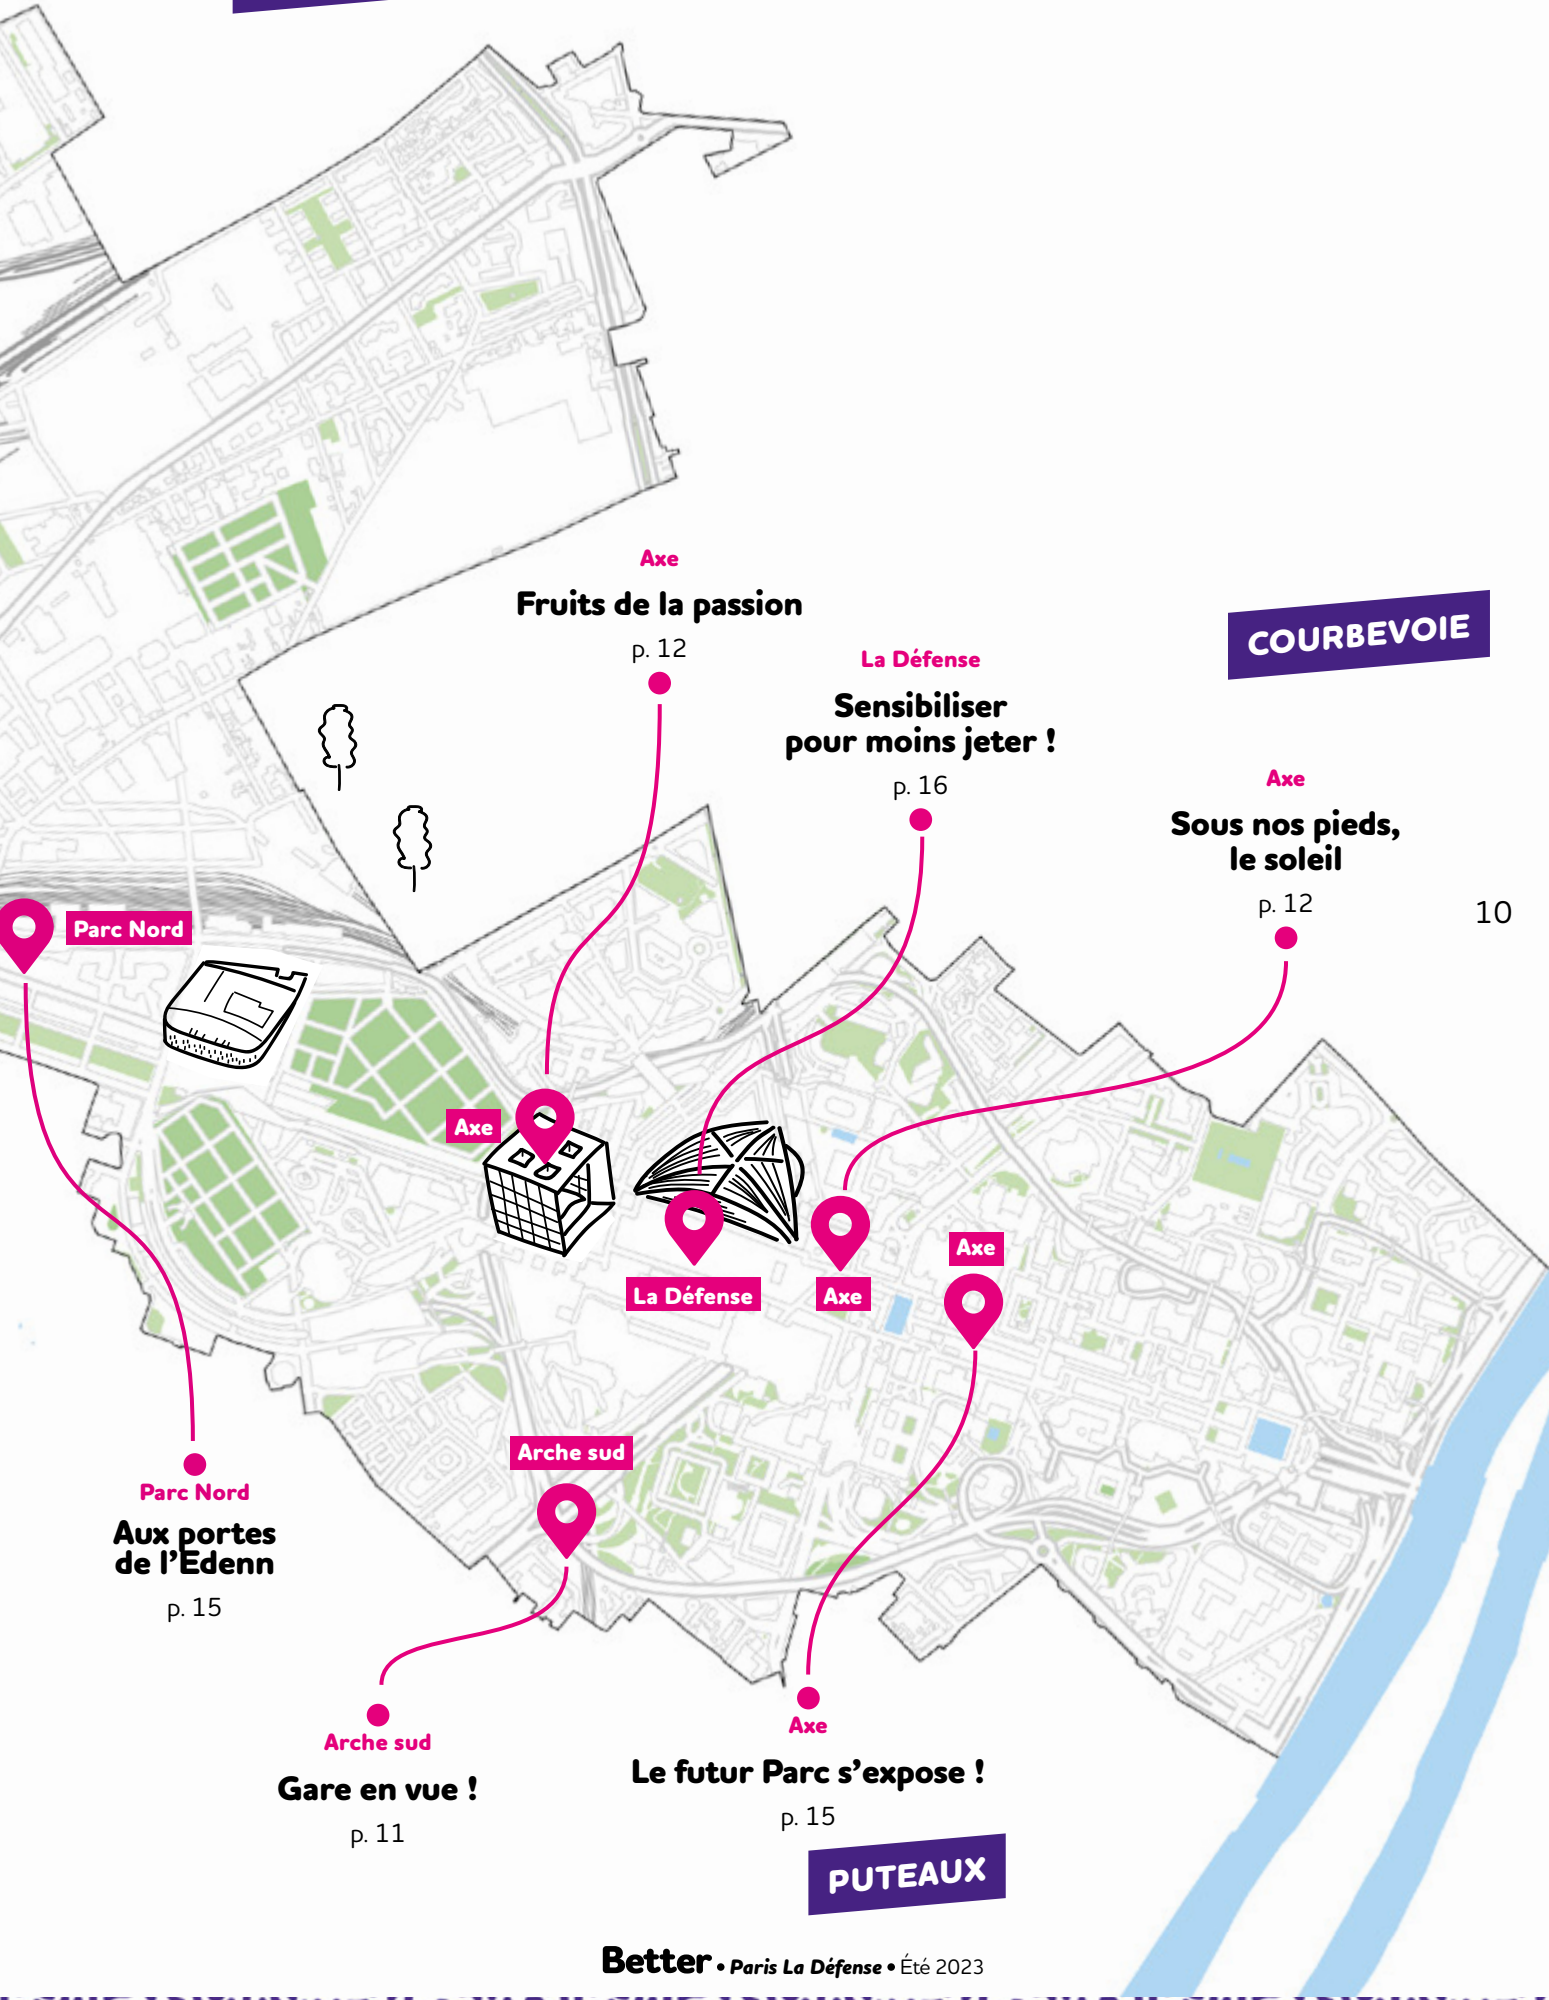 Axe
Fruits de la passion
p. 12
La Défense
Sensibiliser
pour moins jeter !
p. 16
COURBEVOIE
Axe
Sous nos pieds,
le soleil
p. 12
10
Parc Nord
Axe
La Défense
Axe
Axe
Arche sud
Parc Nord
Aux portes
de l’Edenn
p. 15
Arche sud
Gare en vue !
p. 11
Axe
Le futur Parc s’expose !
p. 15
PUTEAUX
Better • Paris La Défense • Été 2023